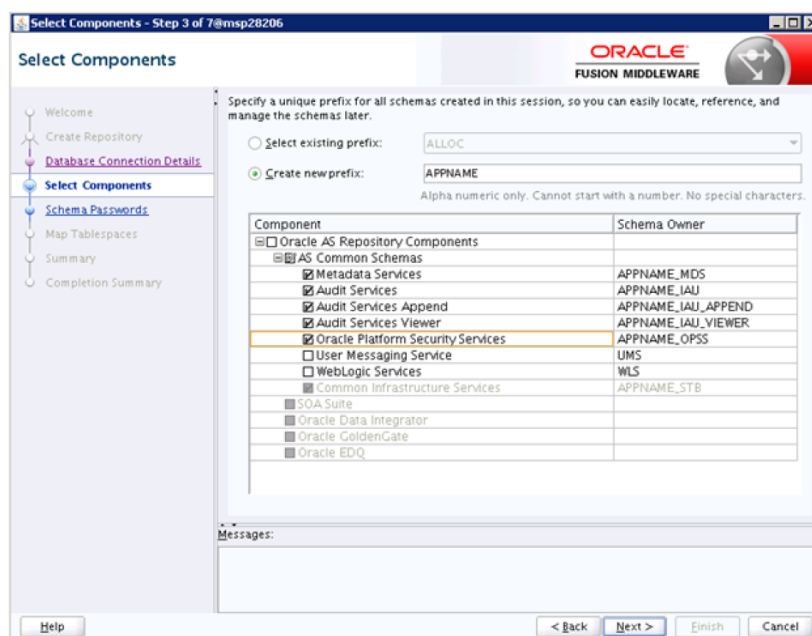 Select Components - Step 3 of 7@msp28206
Select Components
ORACLE
FUSION MIDDLEWARE
Welcome
Create Repository
Database Connection Details
Select Components
Schema Passwords
Map Tablespaces
Summary
Completion Summary
Specify a unique prefix for all schemas created in this session, so you can easily locate, reference, and
manage the schemas later.
Select existing prefix: ALLOC
Create new prefix: APPNAME
Alpha numeric only. Cannot start with a number. No special characters.
Component Schema Owner
Oracle AS Repository Components
AS Common Schemas
Metadata Services APPNAME_MDS
Audit Services APPNAME_IAU
Audit Services Append APPNAME_IAU_APPEND
Audit Services Viewer APPNAME_IAU_VIEWER
Oracle Platform Security Services APPNAME_OPSS
User Messaging Service UMS
WebLogic Services WLS
Common Infrastructure Services APPNAME_STB
SOA Suite
Oracle Data Integrator
Oracle GoldenGate
Oracle EDQ
Messages:
Help < Back Next > Finish Cancel